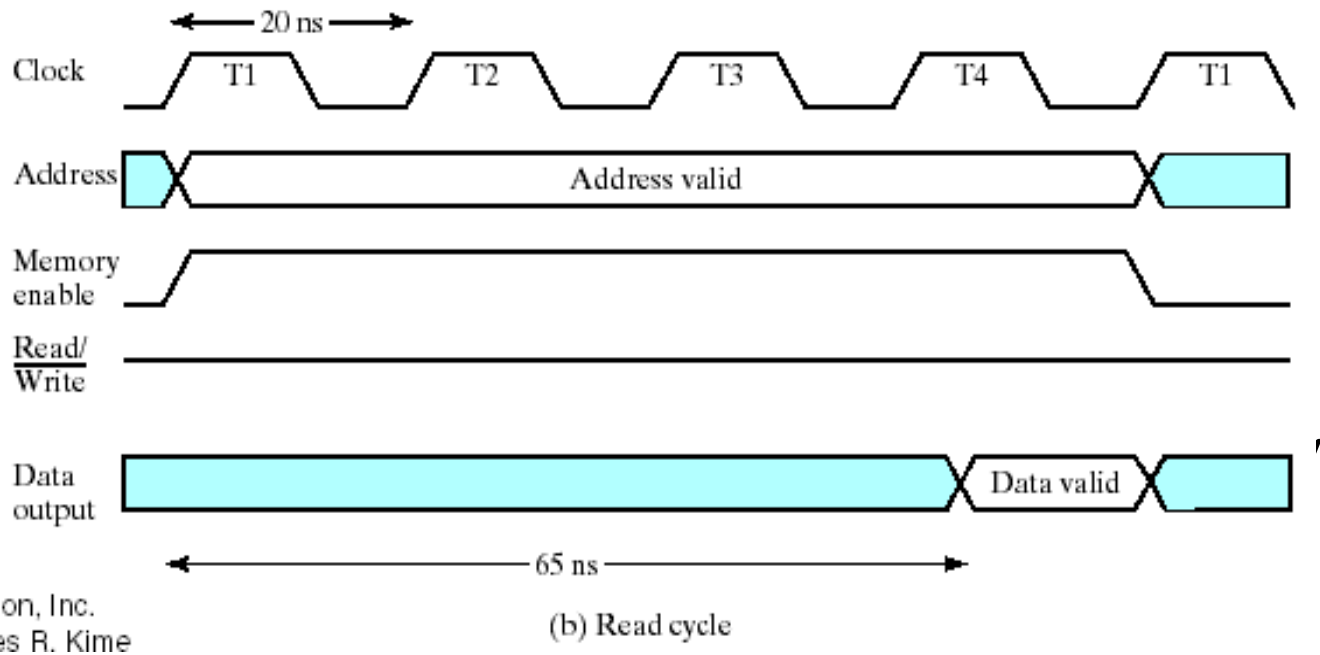 20 ns
Clock
T1
T2
T3
T4
T1
Address
Address valid
Memory
enable
Read/
Write
Data
output
Data valid
65 ns
on, Inc.
(b) Read cycle
es R. Kime